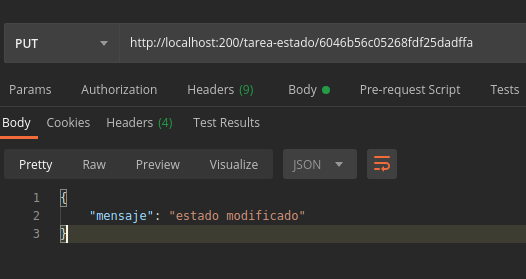 PUT http://localhost:200/tarea-estado/6046b56c05268fdf25dadffa
Params Authorization Headers (9) Body Pre-request Script Tests
Body Cookies Headers (4) Test Results
Pretty Raw Preview Visualize JSON
1 {
2 "mensaje": "estado modificado"
3 }